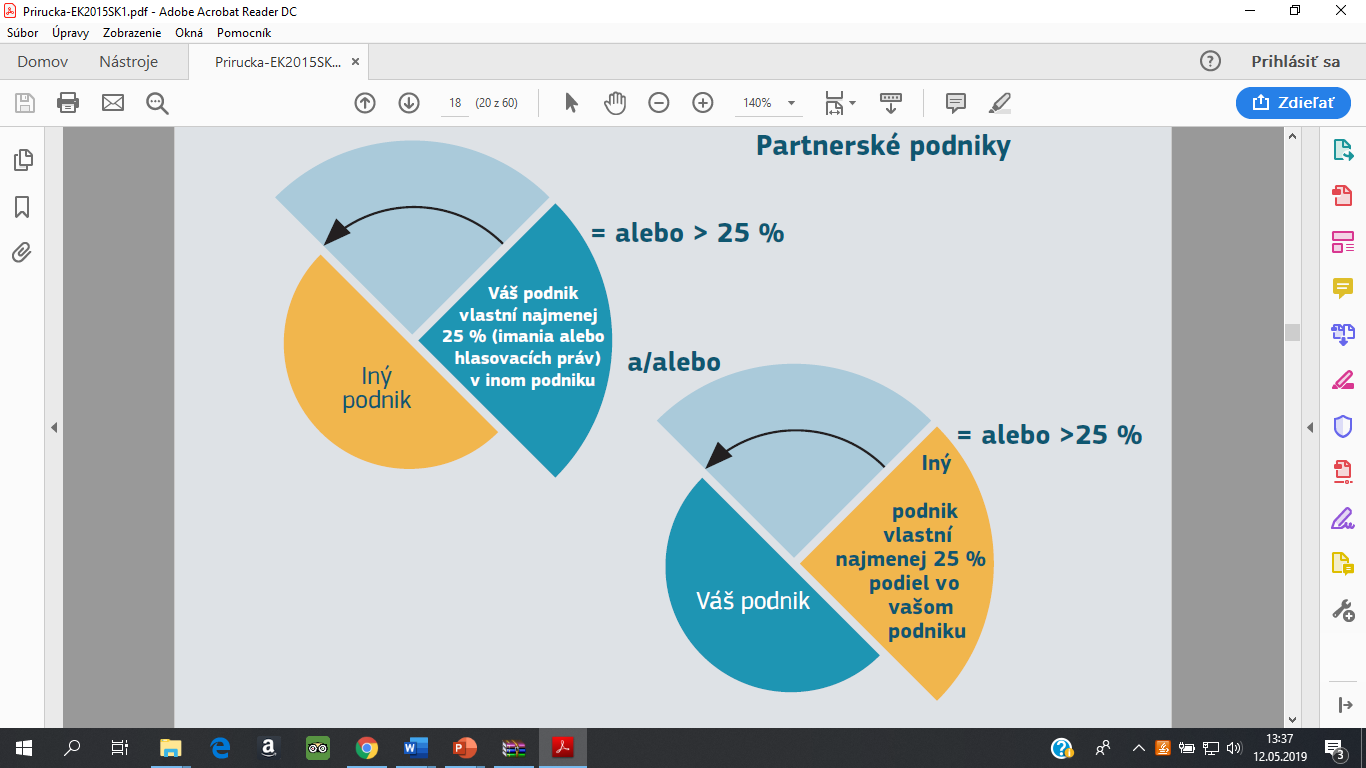 Prirucka-EK2015SK1.pdf - Adobe Acrobat Reader DC
Súbor Úpravy Zobrazenie Okná Pomocník
Domov Nástroje Prirucka-EK2015SK... × Prihlásiť sa
18 (20 z 60) 140% Zdieľať
Partnerské podniky
= alebo > 25 %
Váš podnik
vlastní najmenej
25 % (imania alebo
hlasovacích práv)
v inom podniku
Iný
podnik
a/alebo
= alebo >25 %
Iný
podnik
vlastní
najmenej 25 %
podiel vo
vašom
podniku
Váš podnik
13:37
12.05.2019
3